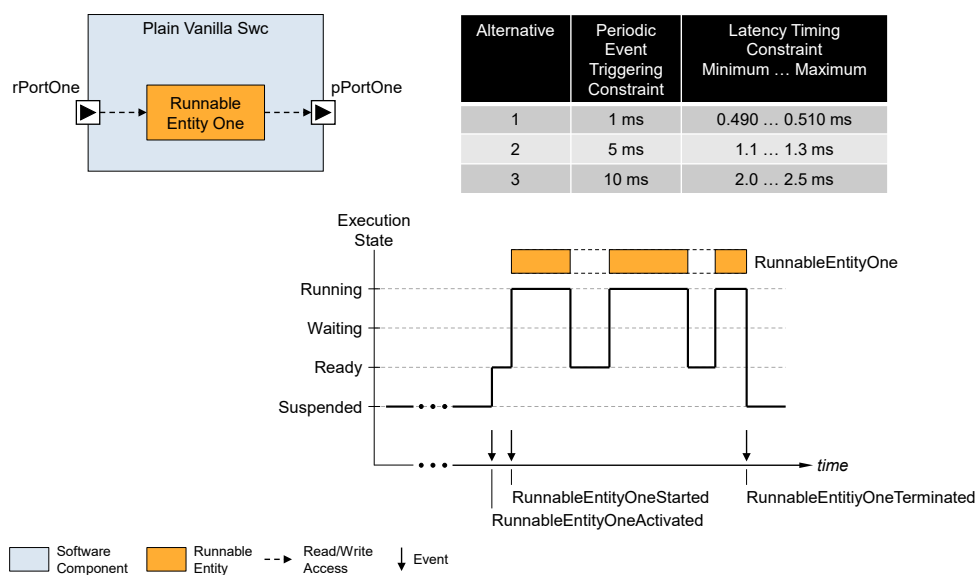 Plain Vanilla Swc
rPortOne
pPortOne
Runnable
Entity One
Alternative
Periodic
Event
Triggering
Constraint
Latency Timing
Constraint
Minimum … Maximum
1 1 ms 0.490 … 0.510 ms
2 5 ms 1.1 … 1.3 ms
3 10 ms 2.0 … 2.5 ms
Execution
State
RunnableEntityOne
Running
Waiting
Ready
Suspended
time
RunnableEntityOneStarted
RunnableEntitiyOneTerminated
RunnableEntityOneActivated
Software
Component
Runnable
Entity
Read/Write
Access
Event